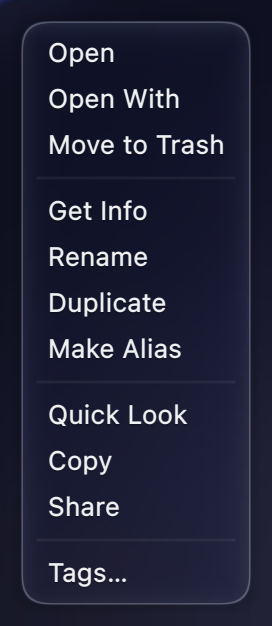 Open
Open With
Move to Trash
Get Info
Rename
Duplicate
Make Alias
Quick Look
Copy
Share
Tags...